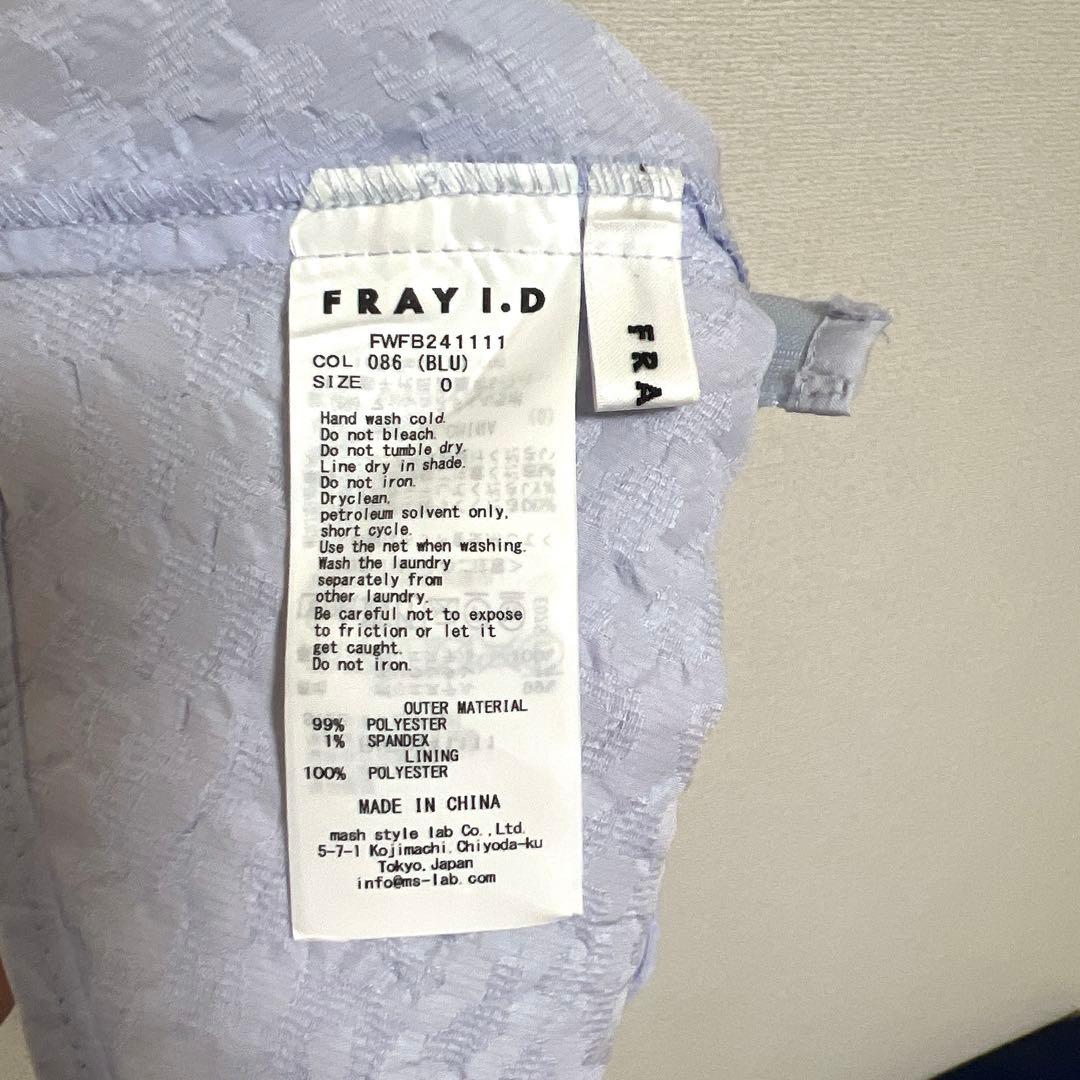 FRAY I.D
FWFB241111
COL 086 (BLU)
SIZE 0
Hand wash cold.
Do not bleach.
Do not tumble dry.
Line dry in shade.
Do not iron.
Dryclean,
petroleum solvent only,
short cycle.
Use the net when washing.
Wash the laundry
separately from
other laundry.
Be careful not to expose
to friction or let it
get caught.
Do not iron.
OUTER MATERIAL
99% POLYESTER
1% SPANDEX
LINING
100% POLYESTER
MADE IN CHINA
mash style lab Co.,Ltd.
5-7-1 Kojimachi, Chiyoda-ku
Tokyo, Japan
info@ms-lab.com
FRA